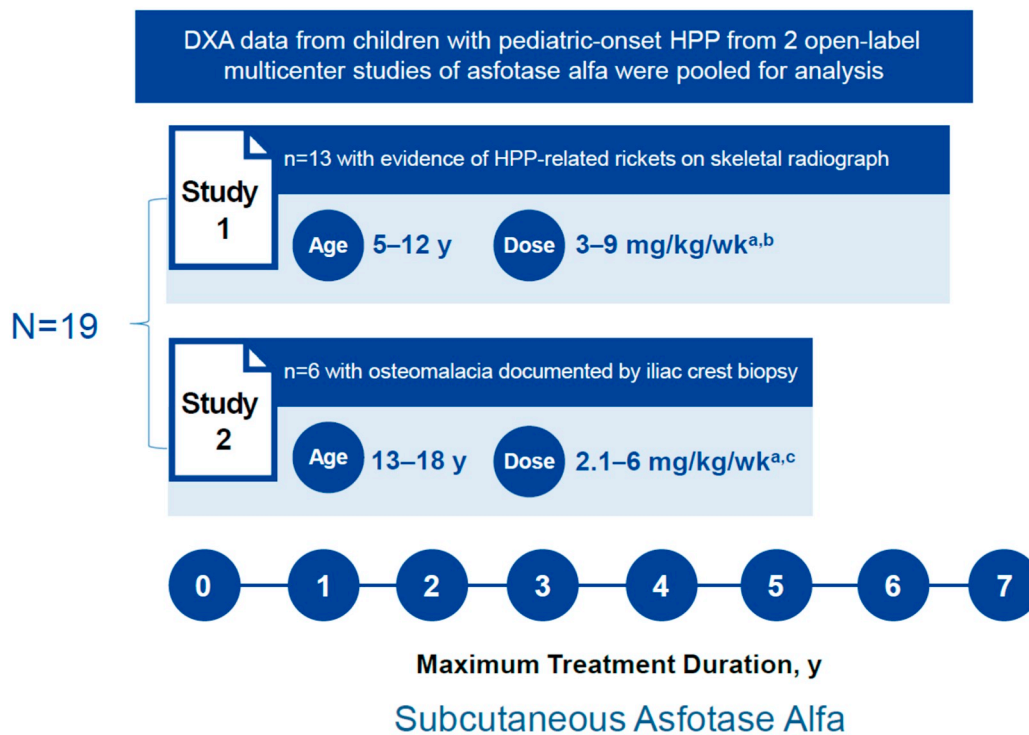 DXA data from children with pediatric-onset HPP from 2 open-label
multicenter studies of asfotase alfa were pooled for analysis
N=19
Study
1
n=13 with evidence of HPP-related rickets on skeletal radiograph
Age
5–12 y
Dose
3–9 mg/kg/wkᵃ,ᵇ
Study
2
n=6 with osteomalacia documented by iliac crest biopsy
Age
13–18 y
Dose
2.1–6 mg/kg/wkᵃ,ᶜ
0 1 2 3 4 5 6 7
Maximum Treatment Duration, y
Subcutaneous Asfotase Alfa